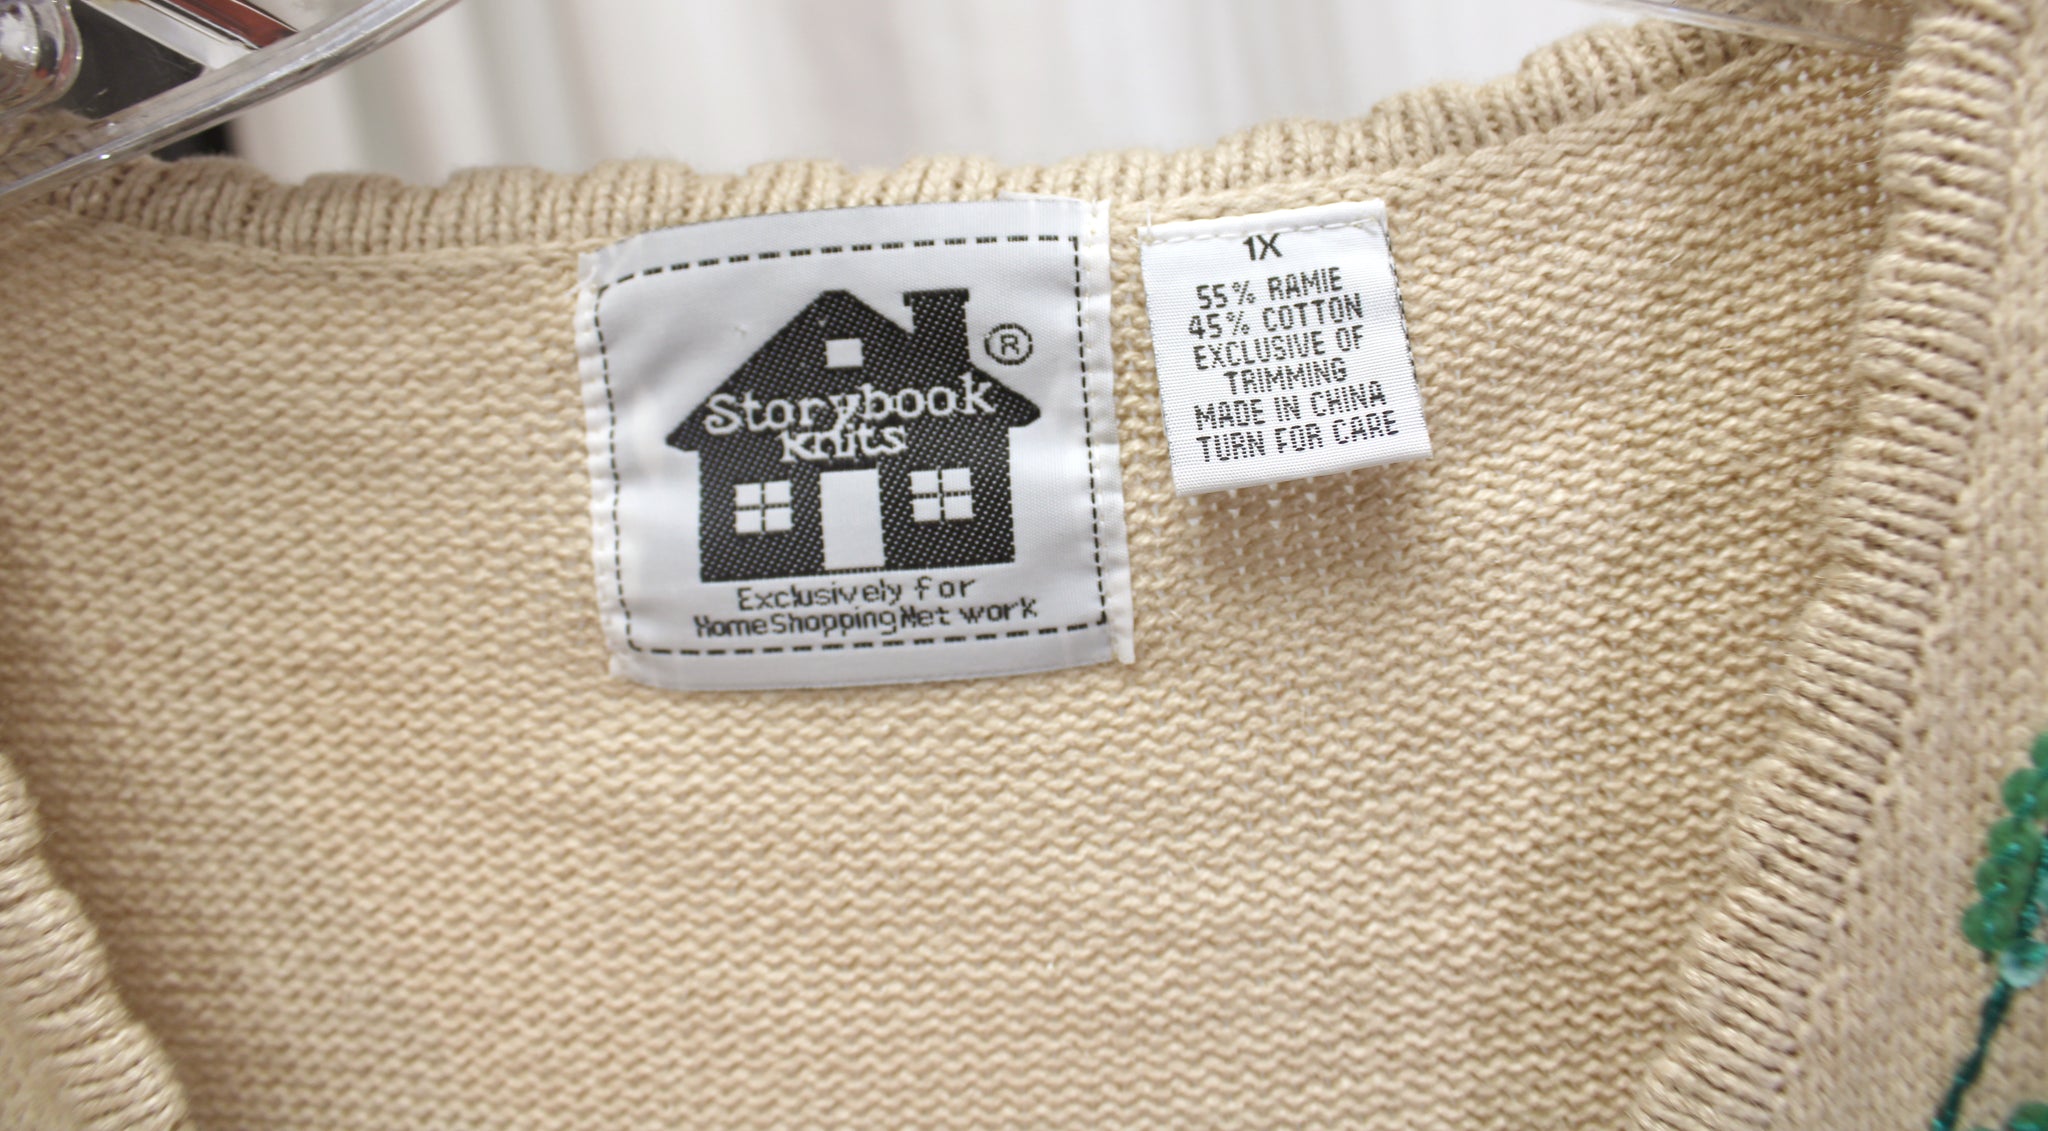 Storybook
knits
®
Exclusively for
HomeShoppingNetwork
1X
55% RAMIE
45% COTTON
EXCLUSIVE OF
TRIMMING
MADE IN CHINA
TURN FOR CARE